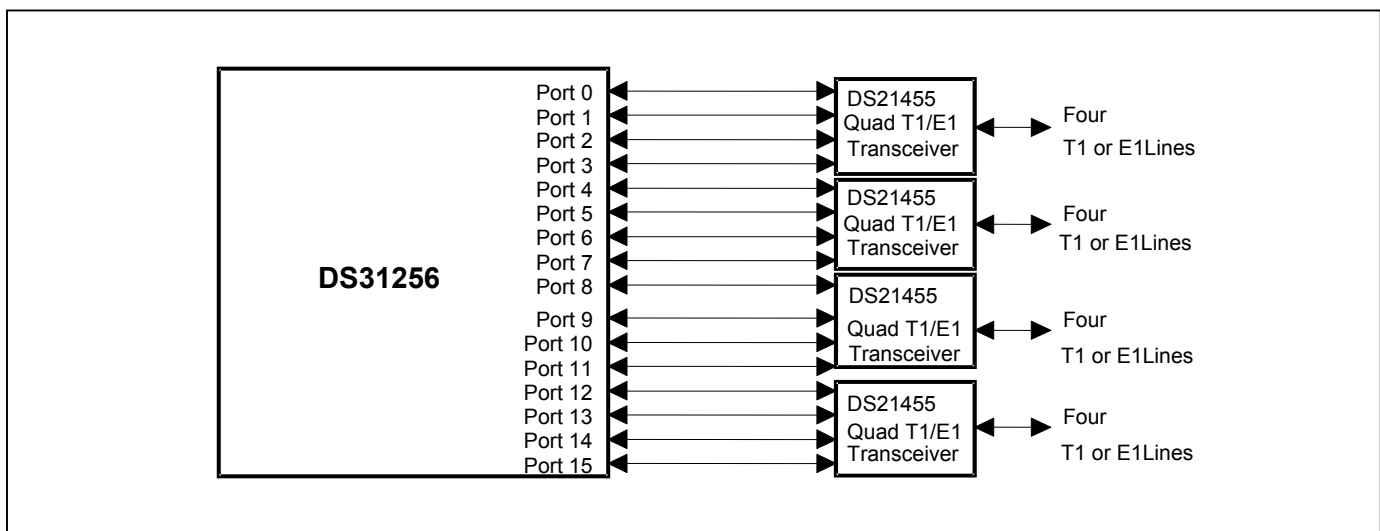 DS31256
Port 0
Port 1
Port 2
Port 3
Port 4
Port 5
Port 6
Port 7
Port 8
Port 9
Port 10
Port 11
Port 12
Port 13
Port 14
Port 15
DS21455
Quad T1/E1
Transceiver
Four
T1 or E1Lines
DS21455
Quad T1/E1
Transceiver
Four
T1 or E1Lines
DS21455
Quad T1/E1
Transceiver
Four
T1 or E1Lines
DS21455
Quad T1/E1
Transceiver
Four
T1 or E1Lines